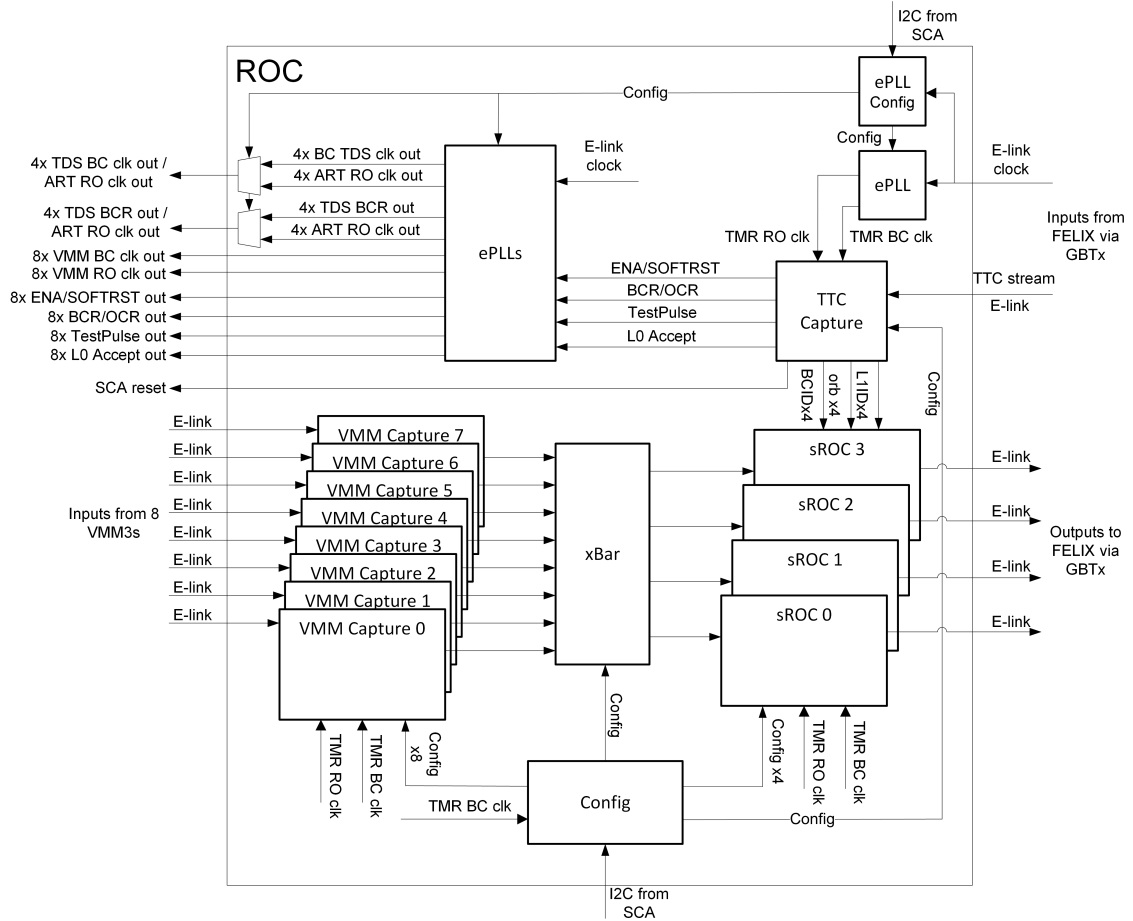 I2C from
SCA
ROC
ePLL
Config
Config
Config
E-link
clock
E-link
clock
4x TDS BC clk out /
ART RO clk out
4x BC TDS clk out
4x ART RO clk out
ePLL
4x TDS BCR out /
ART RO clk out
4x TDS BCR out
4x ART RO clk out
TMR RO clk
TMR BC clk
Inputs from
FELIX via
GBTx
ePLLs
8x VMM BC clk out
8x VMM RO clk out
8x ENA/SOFTRST out
8x BCR/OCR out
8x TestPulse out
8x L0 Accept out
ENA/SOFTRST
BCR/OCR
TestPulse
L0 Accept
TTC
Capture
TTC stream
E-link
SCA reset
BCIDx4
orb x4
L1IDx4
Config
E-link
E-link
E-link
E-link
E-link
E-link
E-link
E-link
Inputs from 8
VMM3s
VMM Capture 7
VMM Capture 6
VMM Capture 5
VMM Capture 4
VMM Capture 3
VMM Capture 2
VMM Capture 1
VMM Capture 0
xBar
sROC 3
sROC 2
sROC 1
sROC 0
E-link
E-link
E-link
E-link
Outputs to
FELIX via
GBTx
TMR RO clk
TMR BC clk
Config
x8
Config
Config x4
TMR RO clk
TMR BC clk
TMR BC clk
Config
Config
I2C from
SCA